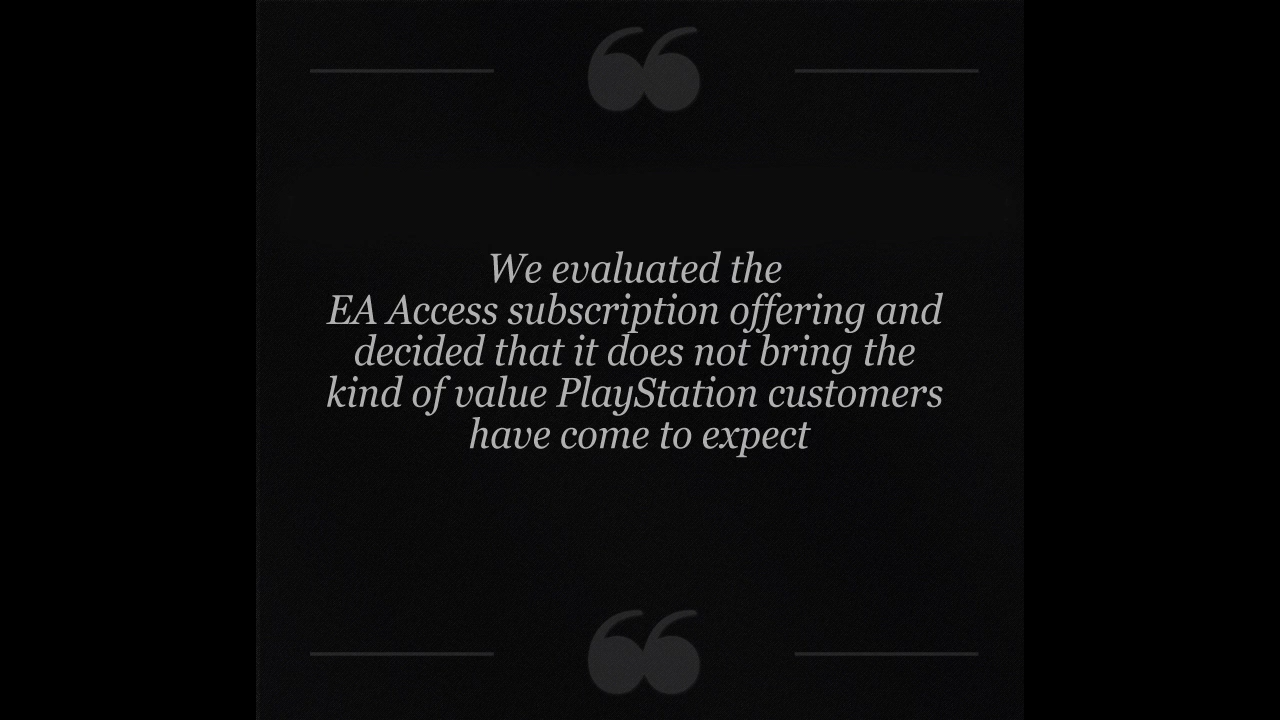 We evaluated the
EA Access subscription offering and
decided that it does not bring the
kind of value PlayStation customers
have come to expect